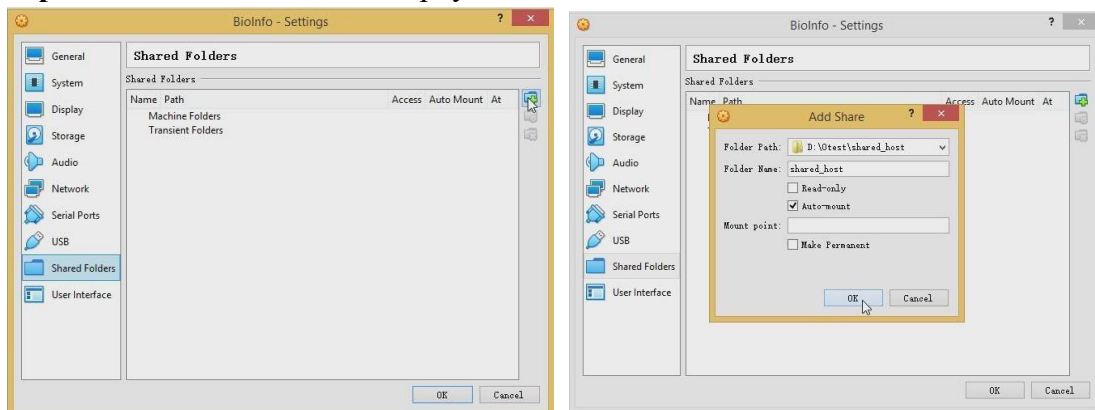 BioInfo - Settings
?
×
General
System
Display
Storage
Audio
Network
Serial Ports
USB
Shared Folders
User Interface
Shared Folders
Shared Folders
Name Path Access Auto Mount At
Machine Folders
Transient Folders
OK Cancel
BioInfo - Settings
?
×
General
System
Display
Storage
Audio
Network
Serial Ports
USB
Shared Folders
User Interface
Shared Folders
Shared Folders
Name Path Access Auto Mount At
Add Share
?
×
Folder Path: D:\0test\shared_host
Folder Name: shared_host
Read-only
Auto-mount
Mount point:
Make Permanent
OK Cancel
OK Cancel